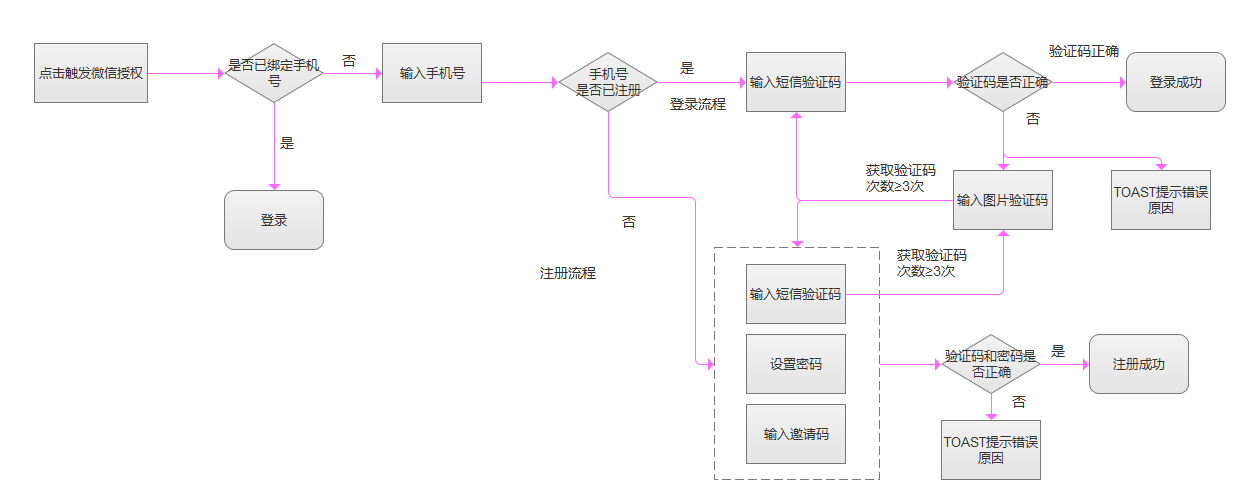 点击触发微信授权
是否已绑定手机
号
否
输入手机号
手机号
是否已注册
是
登录流程
输入短信验证码
验证码是否正确
验证码正确
登录成功
否
是
登录
获取验证码
次数≥3次
输入图片验证码
TOAST提示错误
原因
否
注册流程
获取验证码
次数≥3次
输入短信验证码
设置密码
输入邀请码
验证码和密码是
否正确
是
注册成功
否
TOAST提示错误
原因